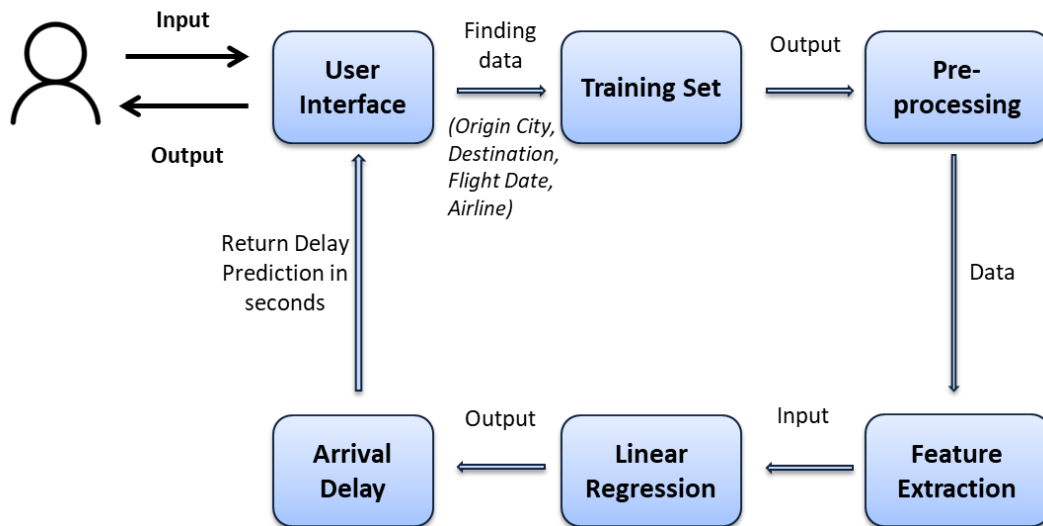 Input
Output
User
Interface
Finding
data
(Origin City,
Destination,
Flight Date,
Airline)
Training Set
Output
Pre-
processing
Data
Feature
Extraction
Input
Linear
Regression
Output
Arrival
Delay
Return Delay
Prediction in
seconds